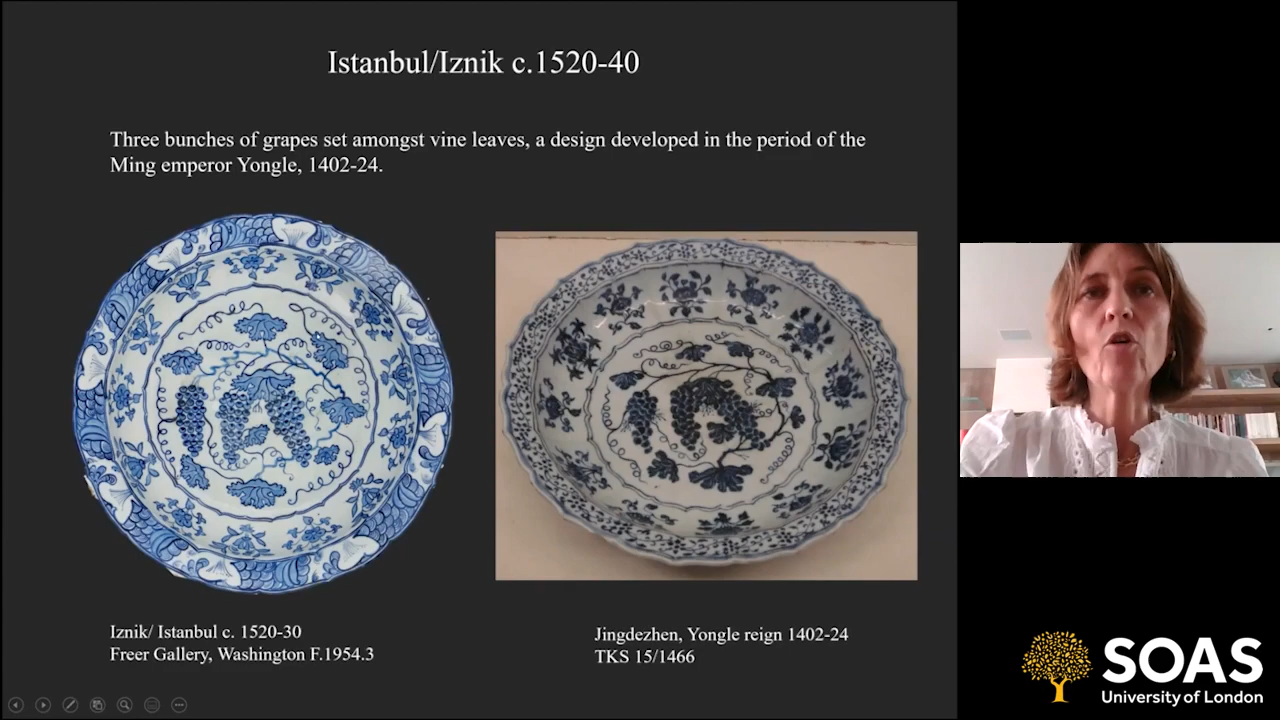 Istanbul/Iznik c.1520-40
Three bunches of grapes set amongst vine leaves, a design developed in the period of the
Ming emperor Yongle, 1402-24.
Iznik/ Istanbul c. 1520-30
Freer Gallery, Washington F.1954.3
Jingdezhen, Yongle reign 1402-24
TKS 15/1466
SOAS
University of London